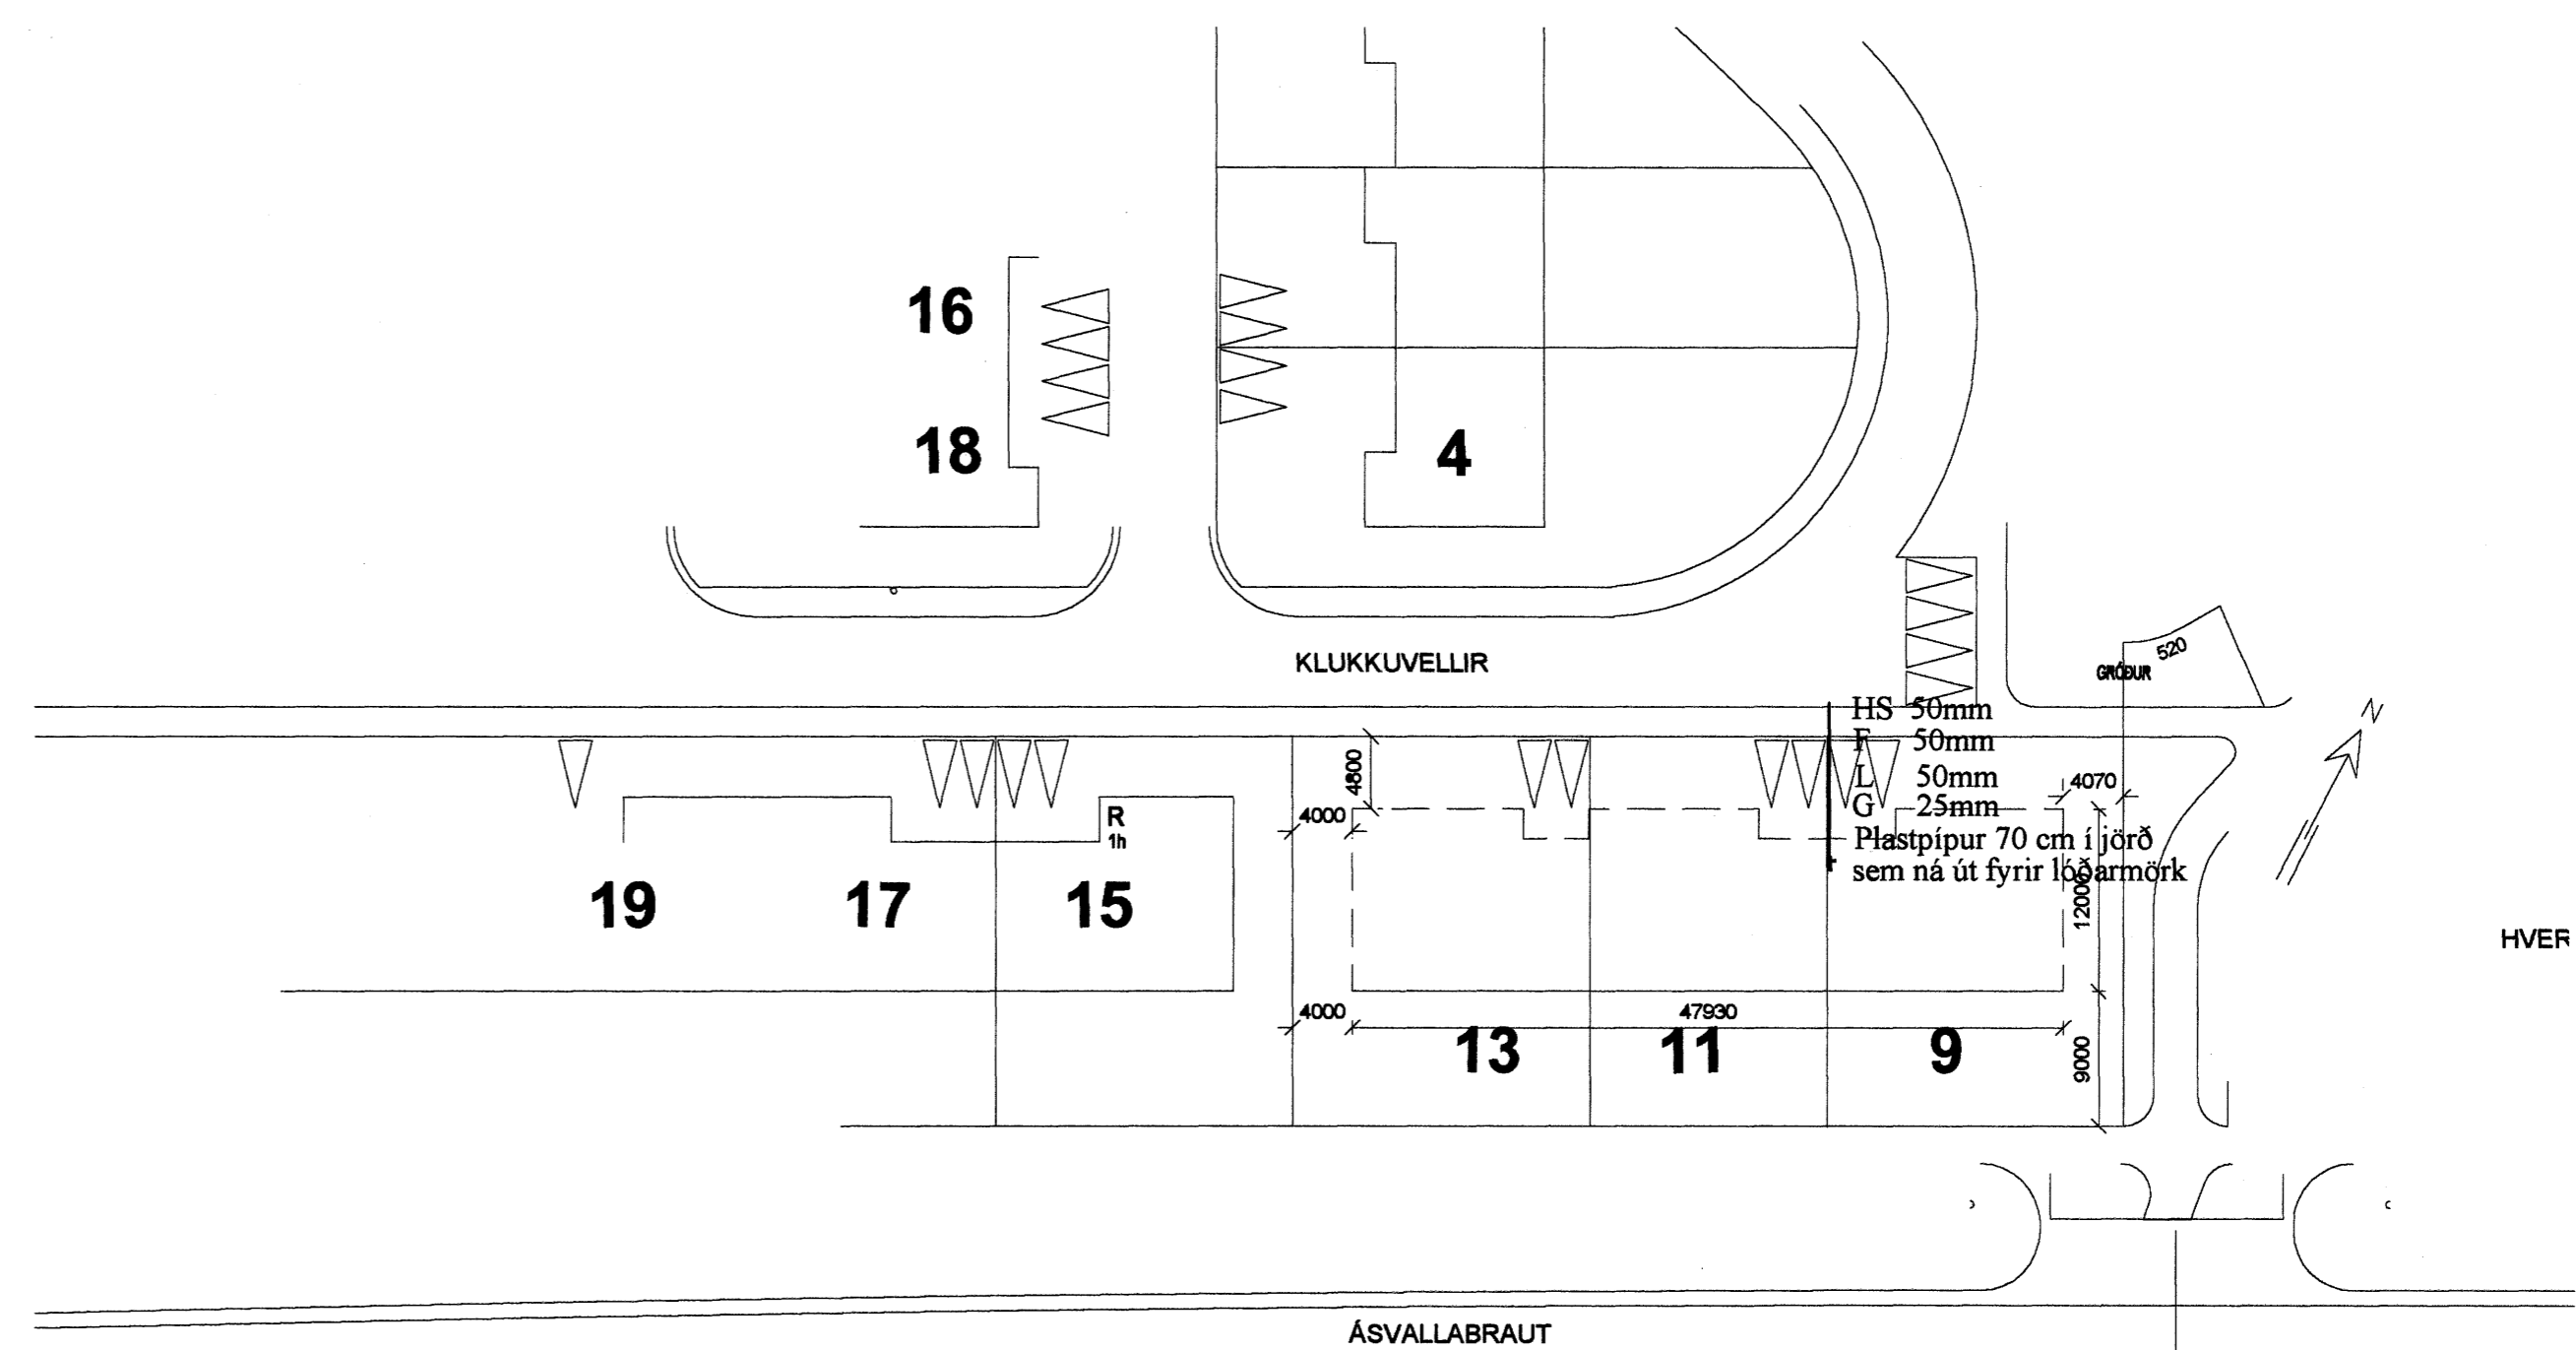 16
18
4
KLUKKUVELLIR
520
GRÓÐUR
N
HS 50mm
F 50mm
L 50mm
G 25mm
Plastpípur 70 cm í jörð
sem ná út fyrir lóðarmörk
4800
4070
4000
R
1h
12000
19
17
15
HVER
4000
47930
13
11
9
9000
ÁSVALLABRAUT